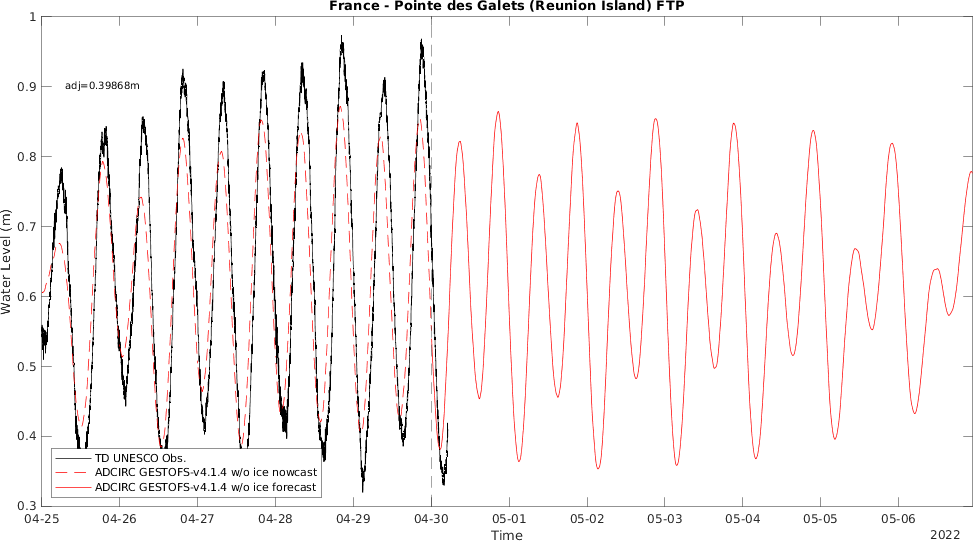 France - Pointe des Galets (Reunion Island) FTP
1
0.9
0.8
0.7
0.6
0.5
0.4
0.3
Water Level (m)
adj=0.39868m
TD UNESCO Obs.
ADCIRC GESTOFS-v4.1.4 w/o ice nowcast
ADCIRC GESTOFS-v4.1.4 w/o ice forecast
04-25 04-26 04-27 04-28 04-29 04-30 05-01 05-02 05-03 05-04 05-05 05-06
Time
2022